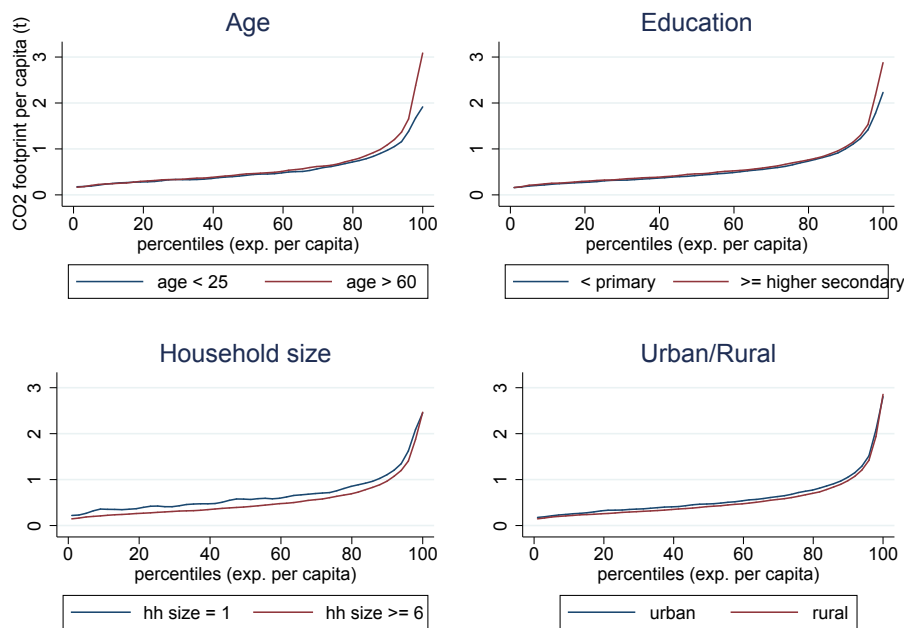 Age
CO2 footprint per capita (t)
3
2
1
0
0 20 40 60 80 100
percentiles (exp. per capita)
age < 25 age > 60
Education
3
2
1
0
0 20 40 60 80 100
percentiles (exp. per capita)
< primary >= higher secondary
Household size
3
2
1
0
0 20 40 60 80 100
percentiles (exp. per capita)
hh size = 1 hh size >= 6
Urban/Rural
3
2
1
0
0 20 40 60 80 100
percentiles (exp. per capita)
urban rural